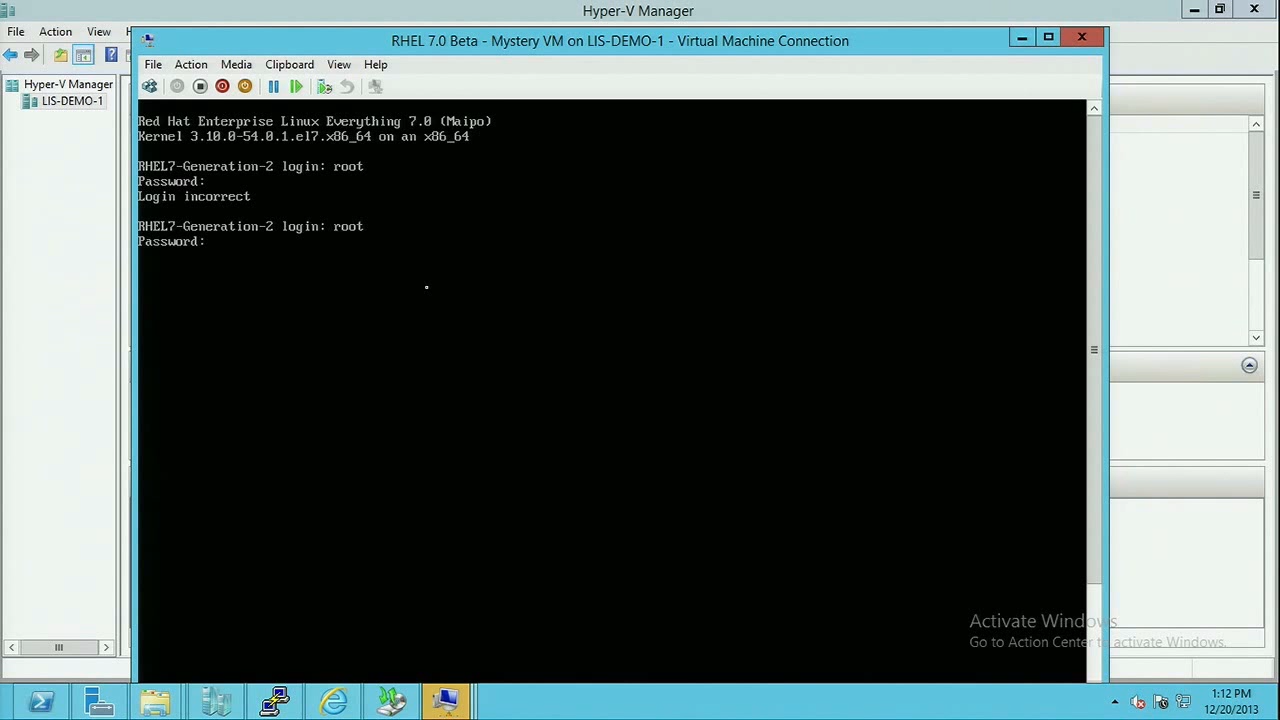 Hyper-V Manager
File Action View
RHEL 7.0 Beta - Mystery VM on LIS-DEMO-1 - Virtual Machine Connection
File Action Media Clipboard View Help
Hyper-V Manager
LIS-DEMO-1
Red Hat Enterprise Linux Everything 7.0 (Maipo)
Kernel 3.10.0-54.0.1.el7.x86_64 on an x86_64
RHEL7-Generation-2 login: root
Password:
Login incorrect
RHEL7-Generation-2 login: root
Password:
Activate Windows
Go to Action Center to activate Windows.
1:12 PM
12/20/2013